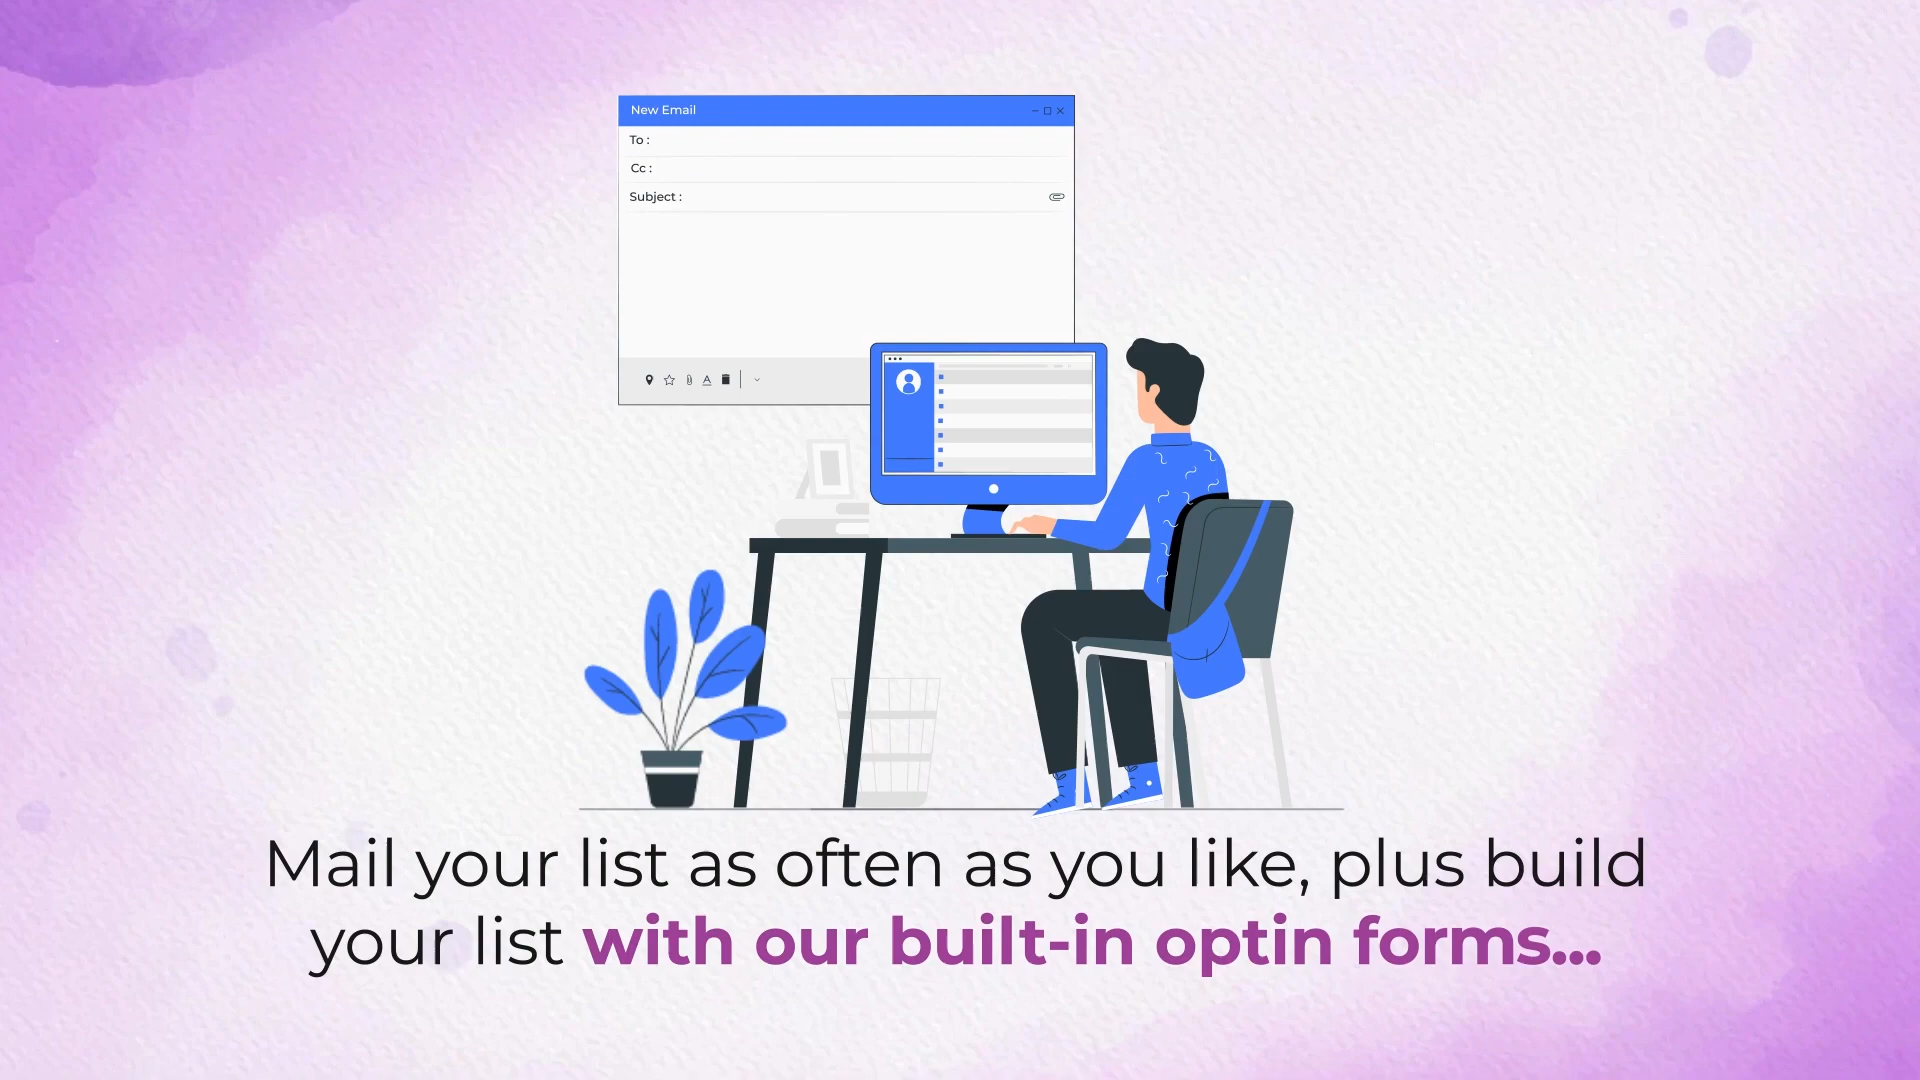 New Email
To :
Cc :
Subject :
Mail your list as often as you like, plus build
your list with our built-in optin forms...